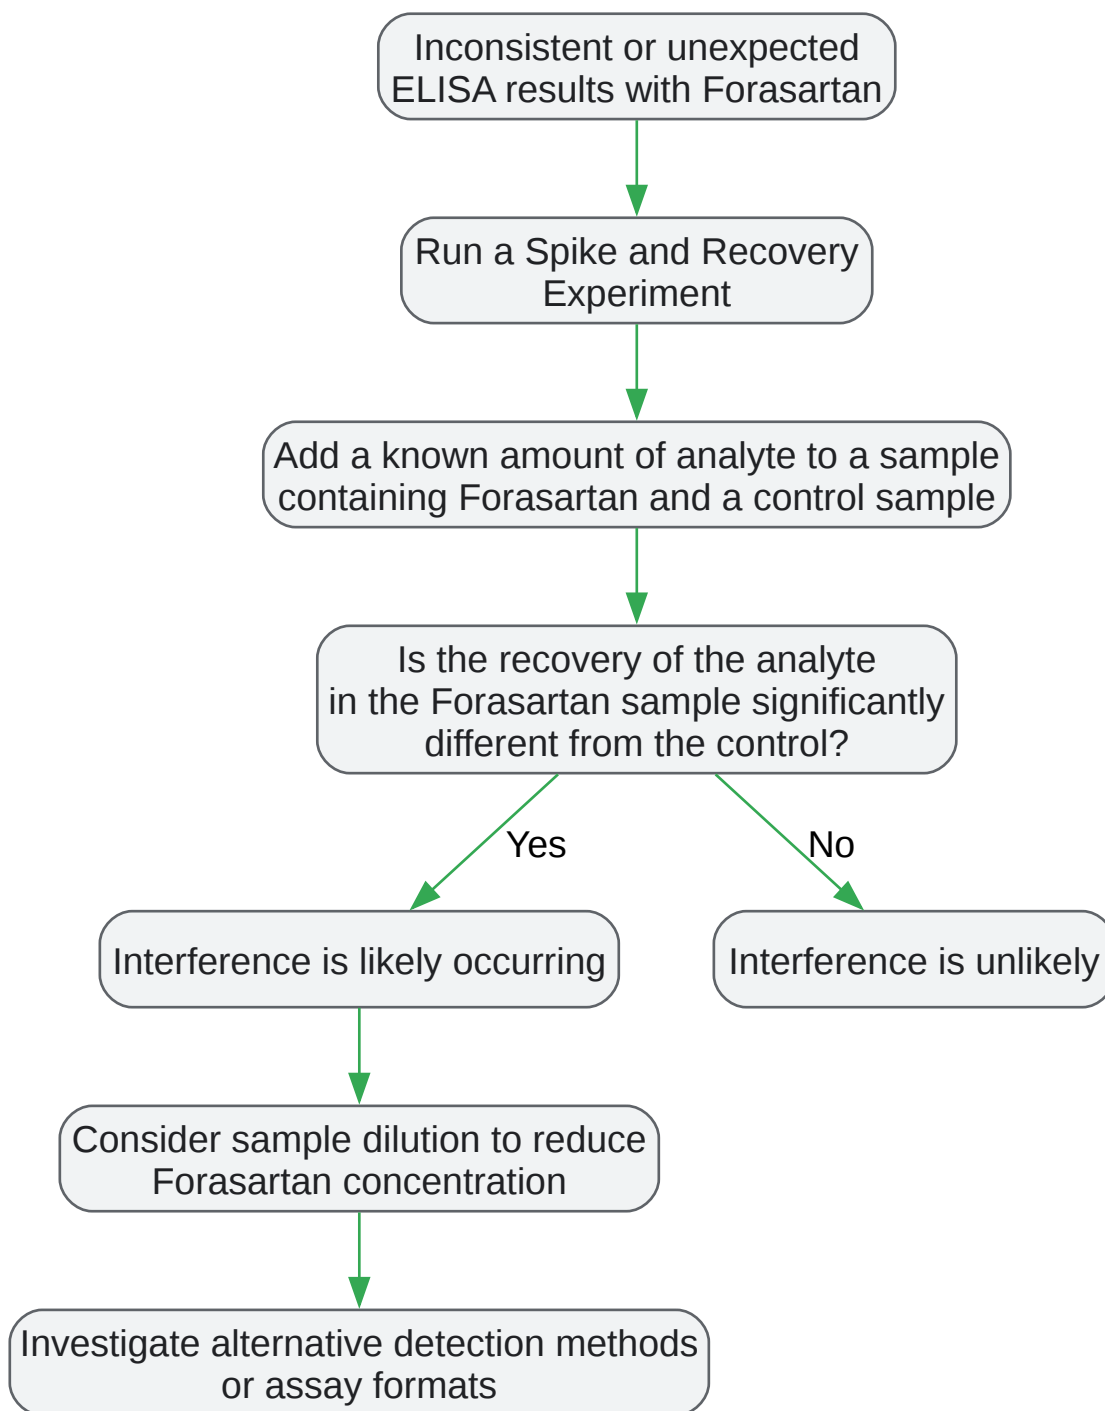 Inconsistent or unexpected
ELISA results with Forasartan
Run a Spike and Recovery
Experiment
Add a known amount of analyte to a sample
containing Forasartan and a control sample
Is the recovery of the analyte
in the Forasartan sample significantly
different from the control?
Yes
No
Interference is likely occurring
Interference is unlikely
Consider sample dilution to reduce
Forasartan concentration
Investigate alternative detection methods
or assay formats